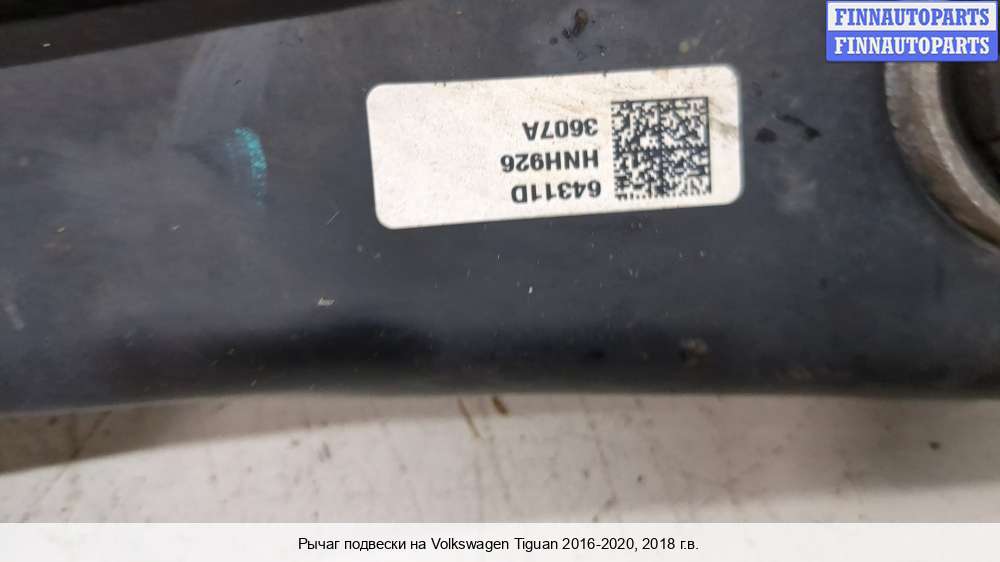 FINNAUTOPARTS
FINNAUTOPARTS
64311D
HNH926
3607A
Рычаг подвески на Volkswagen Tiguan 2016-2020, 2018 г.в.